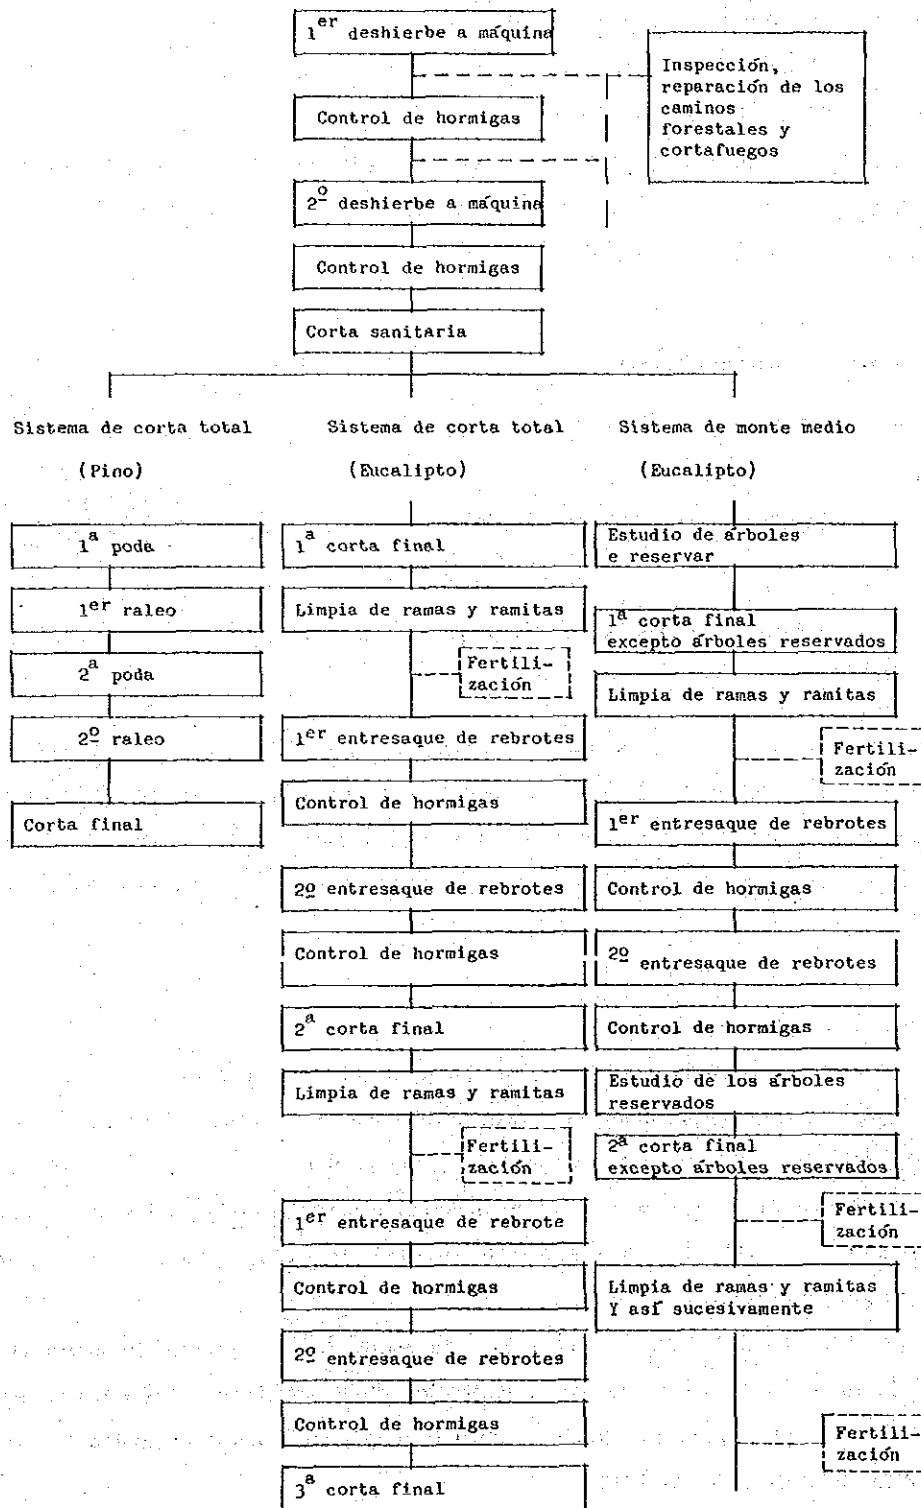 1er deshierbe a máquina
Inspección,
reparación de los
caminos
forestales y
cortafuegos
Control de hormigas
2º deshierbe a máquina
Control de hormigas
Corta sanitaria
Sistema de corta total
(Pino)
1a poda
1er raleo
2a poda
2º raleo
Corta final
Sistema de corta total
(Eucalipto)
1a corta final
Limpia de ramas y ramitas
Fertili-
zación
1er entresaque de rebrotes
Control de hormigas
2º entresaque de rebrotes
Control de hormigas
2a corta final
Limpia de ramas y ramitas
Fertili-
zación
1er entresaque de rebrote
Control de hormigas
2º entresaque de rebrotes
Control de hormigas
3a corta final
Sistema de monte medio
(Eucalipto)
Estudio de árboles
e reservar
1a corta final
excepto árboles reservados
Limpia de ramas y ramitas
Fertili-
zación
1er entresaque de rebrotes
Control de hormigas
2º entresaque de rebrotes
Control de hormigas
Estudio de los árboles
reservados
2a corta final
excepto árboles reservados
Fertili-
zación
Limpia de ramas y ramitas
Y así sucesivamente
Fertili-
zación